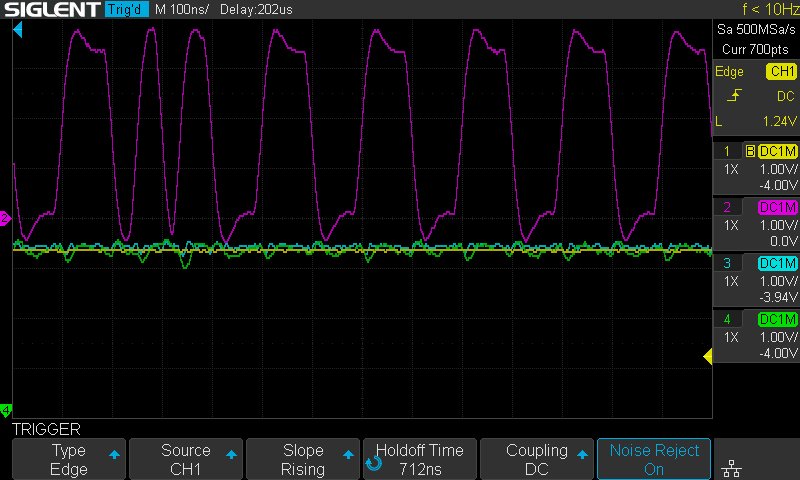 SIGLENT Trig'd M 100ns/ Delay:202us f < 10Hz
Sa 500MSa/s
Curr 700pts
Edge CH1
DC
L 1.24V
1 B DC1M
1X 1.00V/
-4.00V
2 DC1M
1X 1.00V/
0.0V
3 DC1M
1X 1.00V/
-3.94V
4 DC1M
1X 1.00V/
-4.00V
2
4
TRIGGER
Type
Edge
Source
CH1
Slope
Rising
Holdoff Time
712ns
Coupling
DC
Noise Reject
On